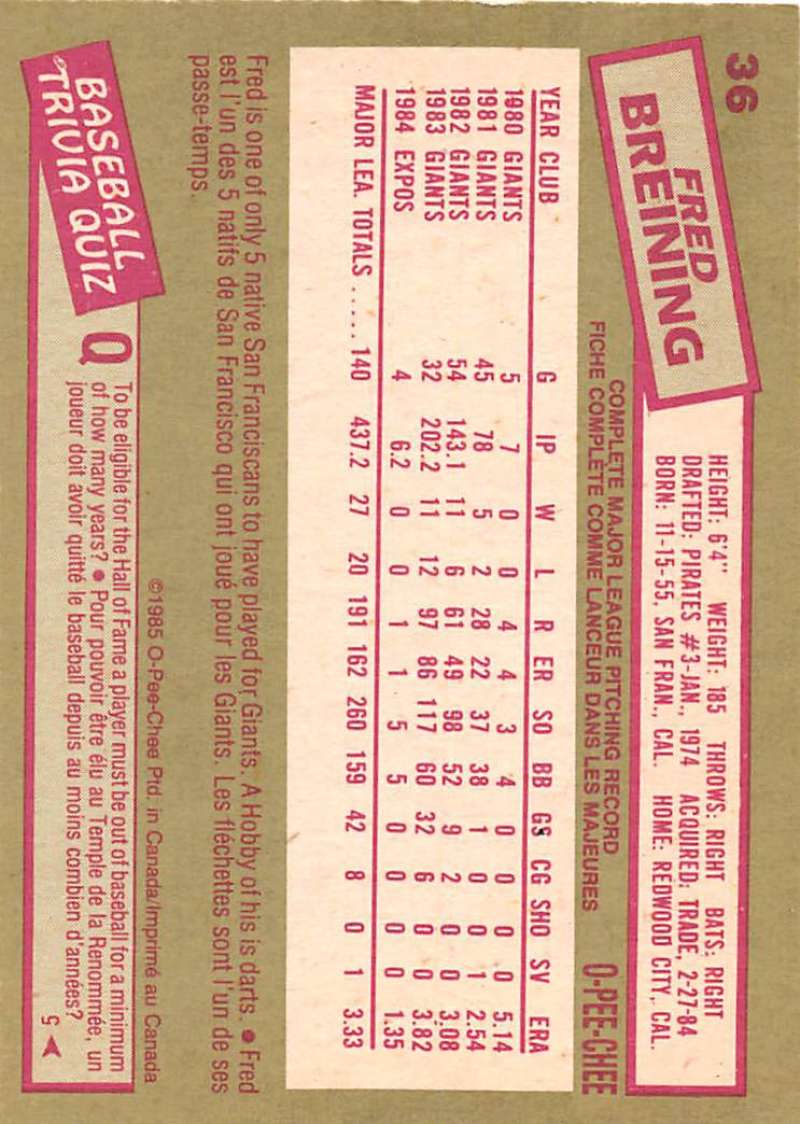 36
FRED
BREINING
HEIGHT: 6'4" WEIGHT: 185 THROWS: RIGHT BATS: RIGHT
DRAFTED: PIRATES #3-JAN., 1974 ACQUIRED: TRADE, 2-27-84
BORN: 11-15-55, SAN FRAN., CAL. HOME: REDWOOD CITY, CAL.
COMPLETE MAJOR LEAGUE PITCHING RECORD
FICHE COMPLÈTE COMME LANCEUR DANS LES MAJEURES
O-PEE-CHEE
YEAR CLUB G IP W L R ER SO BB GS CG SHO SV ERA
1980 GIANTS 5 7 0 0 4 4 3 4 0 0 0 0 5.14
1981 GIANTS 45 78 5 2 28 22 37 38 1 0 0 1 2.54
1982 GIANTS 54 143.1 11 6 61 49 98 52 9 2 0 0 3.08
1983 GIANTS 32 202.2 11 12 97 86 117 60 32 6 0 0 3.82
1984 EXPOS 4 6.2 0 0 1 1 5 5 0 0 0 0 1.35
MAJOR LEA. TOTALS ..... 140 437.2 27 20 191 162 260 159 42 8 0 1 3.33
Fred is one of only 5 native San Franciscans to have played for Giants. A Hobby of his is darts. ● Fred
est l'un des 5 natifs de San Francisco qui ont joué pour les Giants. Les fléchettes sont l'un de ses
passe-temps.
©1985 O-Pee-Chee Ptd. in Canada/Imprimé au Canada
BASEBALL
TRIVIA QUIZ
Q To be eligible for the Hall of Fame a player must be out of baseball for a minimum
of how many years? ● Pour pouvoir être élu au Temple de la Renommée, un
joueur doit avoir quitté le baseball depuis au moins combien d'années?
5 ◀